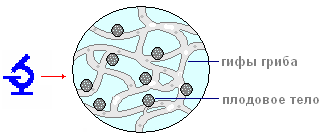 гифы гриба
плодовое тело